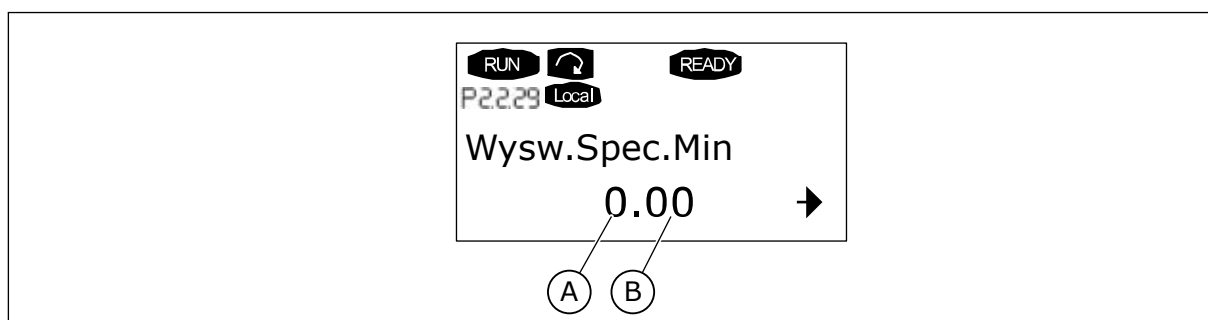 RUN READY
P2.2.29 Local
Wysw.Spec.Min
0.00
A B